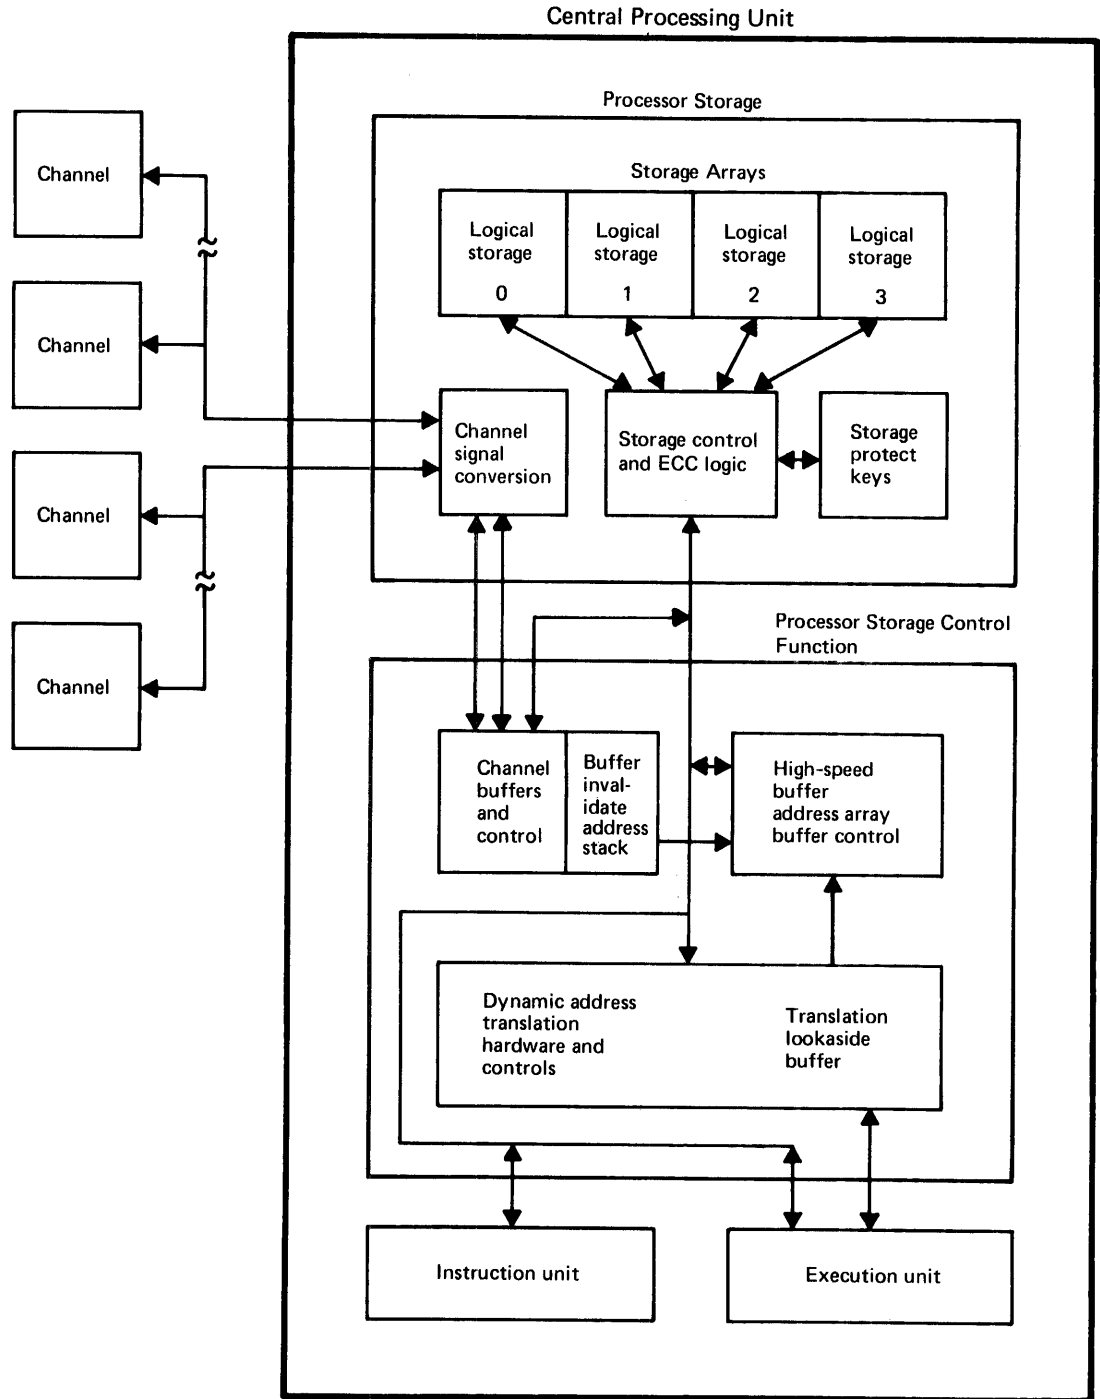 Central Processing Unit
Processor Storage
Storage Arrays
Logical
storage
0
Logical
storage
1
Logical
storage
2
Logical
storage
3
Channel
Channel
Channel
Channel
Channel
signal
conversion
Storage control
and ECC logic
Storage
protect
keys
Processor Storage Control
Function
Channel
buffers
and
control
Buffer
inval-
idate
address
stack
High-speed
buffer
address array
buffer control
Dynamic address
translation
hardware and
controls
Translation
lookaside
buffer
Instruction unit
Execution unit